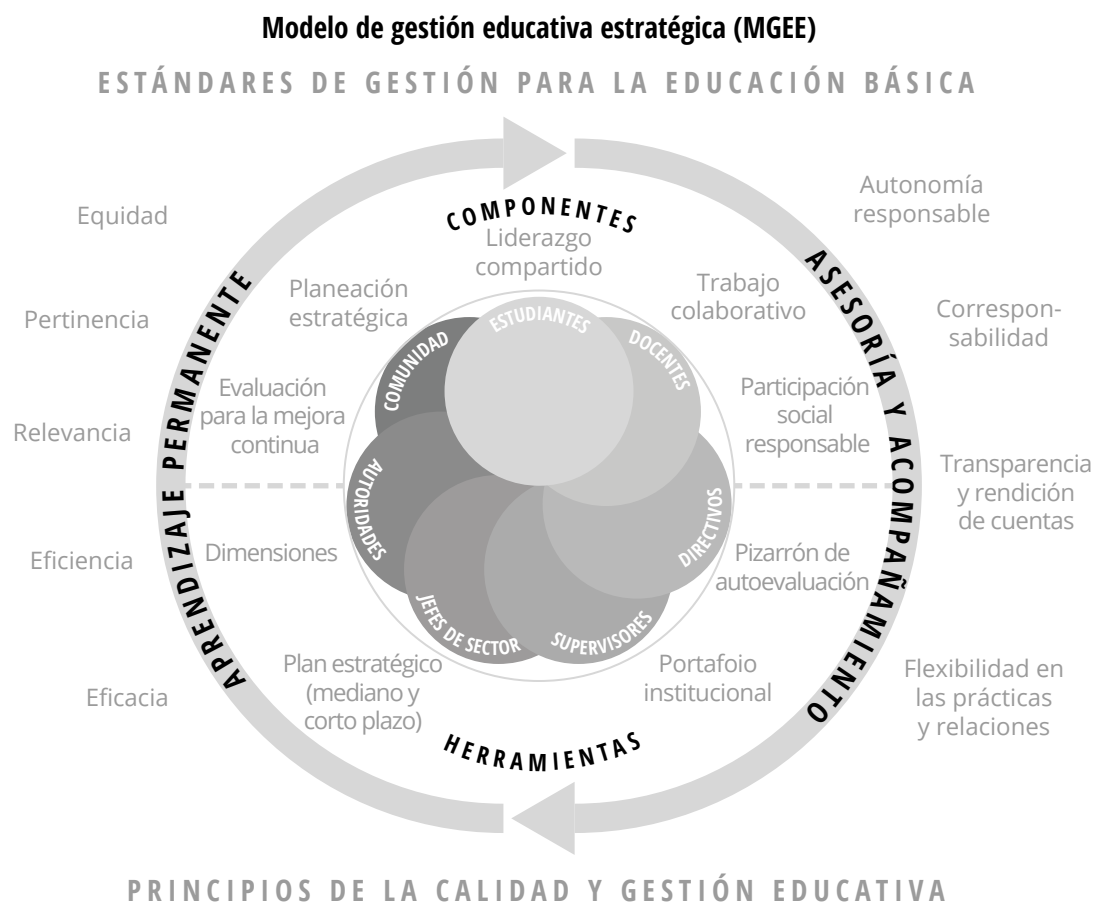 Modelo de gestión educativa estratégica (MGEE)
ESTÁNDARES DE GESTIÓN PARA LA EDUCACIÓN BÁSICA
Equidad
Pertinencia
Relevancia
Eficiencia
Eficacia
APRENDIZAJE PERMANENTE
COMPONENTES
Liderazgo
compartido
Planeación
estratégica
Evaluación
para la mejora
continua
Trabajo
colaborativo
Participación
social
responsable
ESTUDIANTES
DOCENTES
DIRECTIVOS
SUPERVISORES
JEFES DE SECTOR
AUTORIDADES
COMUNIDAD
Dimensiones
Plan estratégico
(mediano y
corto plazo)
Pizarrón de
autoevaluación
Portafoio
institucional
HERRAMIENTAS
ASESORÍA Y ACOMPAÑAMIENTO
Autonomía
responsable
Correspon-
sabilidad
Transparencia
y rendición
de cuentas
Flexibilidad en
las prácticas
y relaciones
PRINCIPIOS DE LA CALIDAD Y GESTIÓN EDUCATIVA